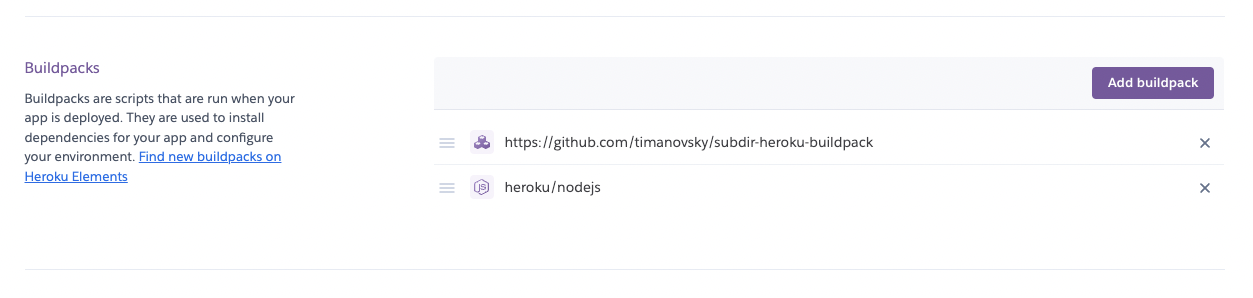 Buildpacks
Buildpacks are scripts that are run when your
app is deployed. They are used to install
dependencies for your app and configure
your environment. Find new buildpacks on
Heroku Elements
Add buildpack
https://github.com/timanovsky/subdir-heroku-buildpack
JS
heroku/nodejs